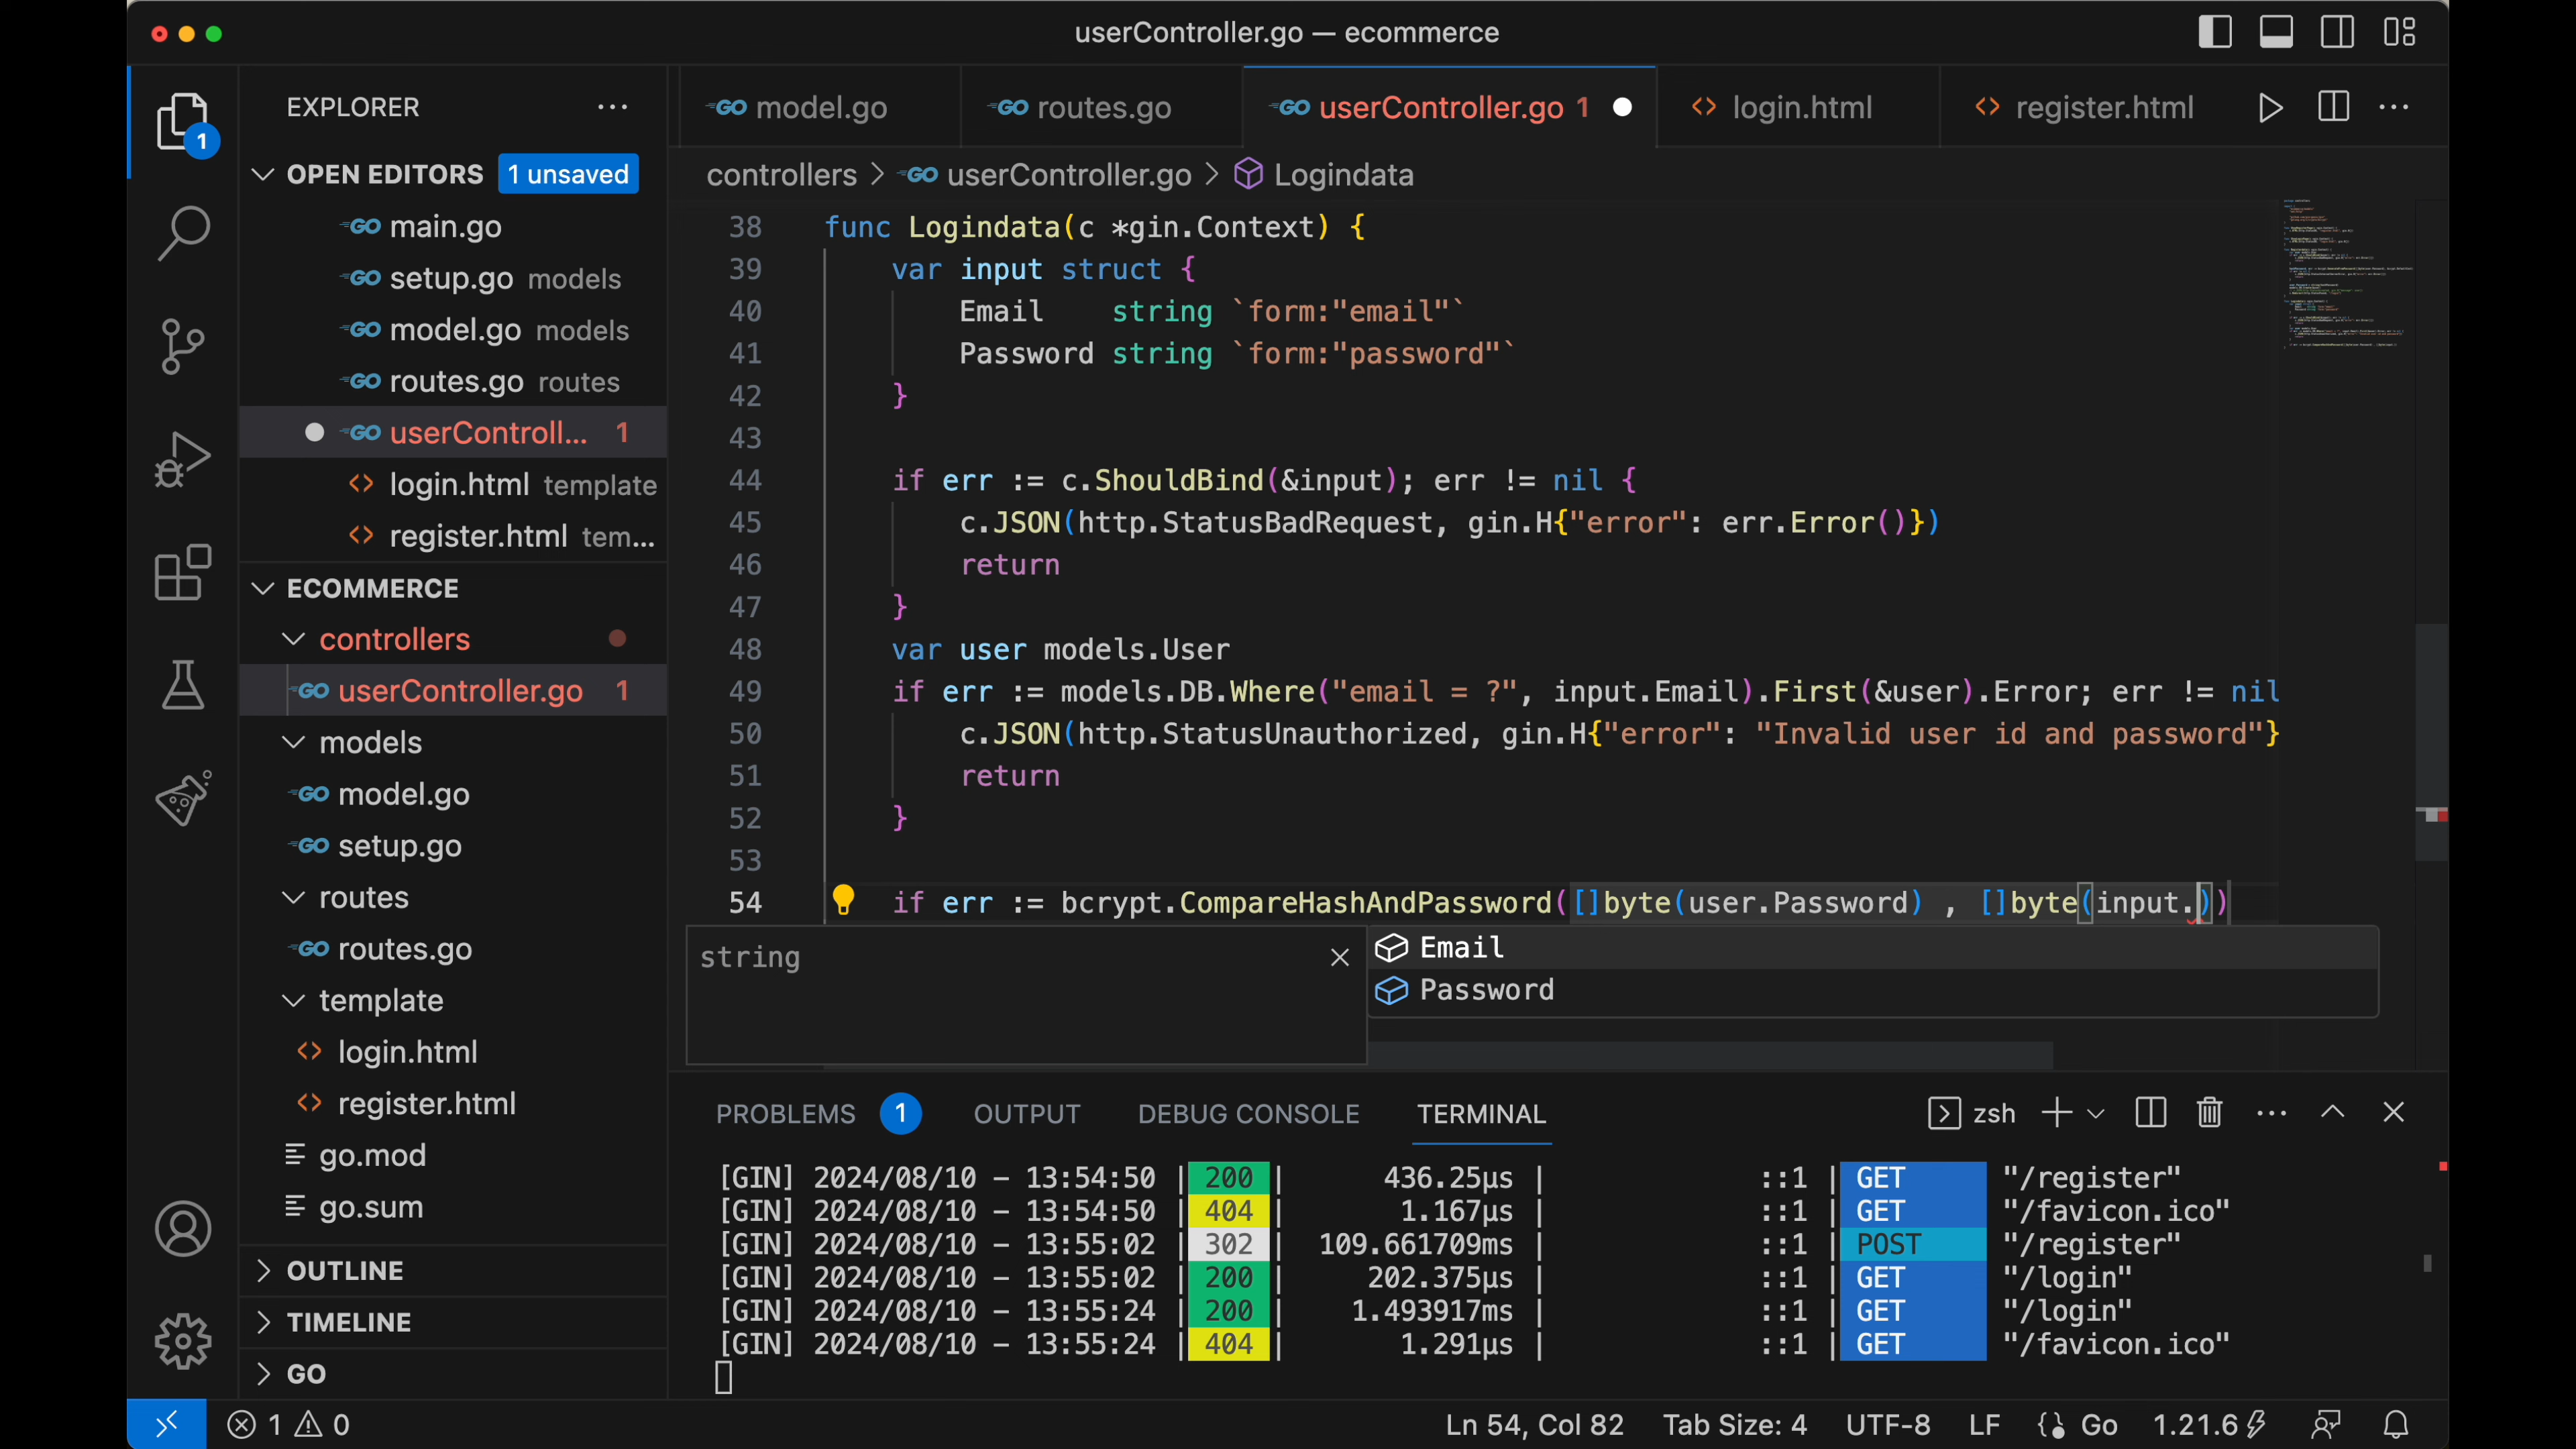 userController.go — ecommerce
EXPLORER
OPEN EDITORS 1 unsaved
main.go
setup.go models
model.go models
routes.go routes
userControll... 1
login.html template
register.html tem...
ECOMMERCE
controllers
userController.go 1
models
model.go
setup.go
routes
routes.go
template
login.html
register.html
go.mod
go.sum
OUTLINE
TIMELINE
GO
1
model.go
routes.go
userController.go 1
login.html
register.html
controllers > userController.go > Logindata
38 func Logindata(c *gin.Context) {
39 var input struct {
40 Email string `form:"email"`
41 Password string `form:"password"`
42 }
43
44 if err := c.ShouldBind(&input); err != nil {
45 c.JSON(http.StatusBadRequest, gin.H{"error": err.Error()})
46 return
47 }
48 var user models.User
49 if err := models.DB.Where("email = ?", input.Email).First(&user).Error; err != nil
50 c.JSON(http.StatusUnauthorized, gin.H{"error": "Invalid user id and password"}
51 return
52 }
53
54 if err := bcrypt.CompareHashAndPassword([]byte(user.Password) , []byte(input.))
string
Email
Password
PROBLEMS 1 OUTPUT DEBUG CONSOLE TERMINAL
zsh
[GIN] 2024/08/10 – 13:54:50 | 200 | 436.25µs | ::1 | GET "/register"
[GIN] 2024/08/10 – 13:54:50 | 404 | 1.167µs | ::1 | GET "/favicon.ico"
[GIN] 2024/08/10 – 13:55:02 | 302 | 109.661709ms | ::1 | POST "/register"
[GIN] 2024/08/10 – 13:55:02 | 200 | 202.375µs | ::1 | GET "/login"
[GIN] 2024/08/10 – 13:55:24 | 200 | 1.493917ms | ::1 | GET "/login"
[GIN] 2024/08/10 – 13:55:24 | 404 | 1.291µs | ::1 | GET "/favicon.ico"
1 0
Ln 54, Col 82 Tab Size: 4 UTF-8 LF Go 1.21.6